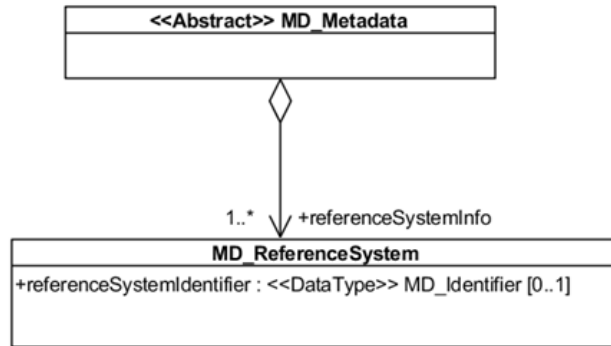 <<Abstract>> MD_Metadata
1..* +referenceSystemInfo
MD_ReferenceSystem
+referenceSystemIdentifier : <<DataType>> MD_Identifier [0..1]